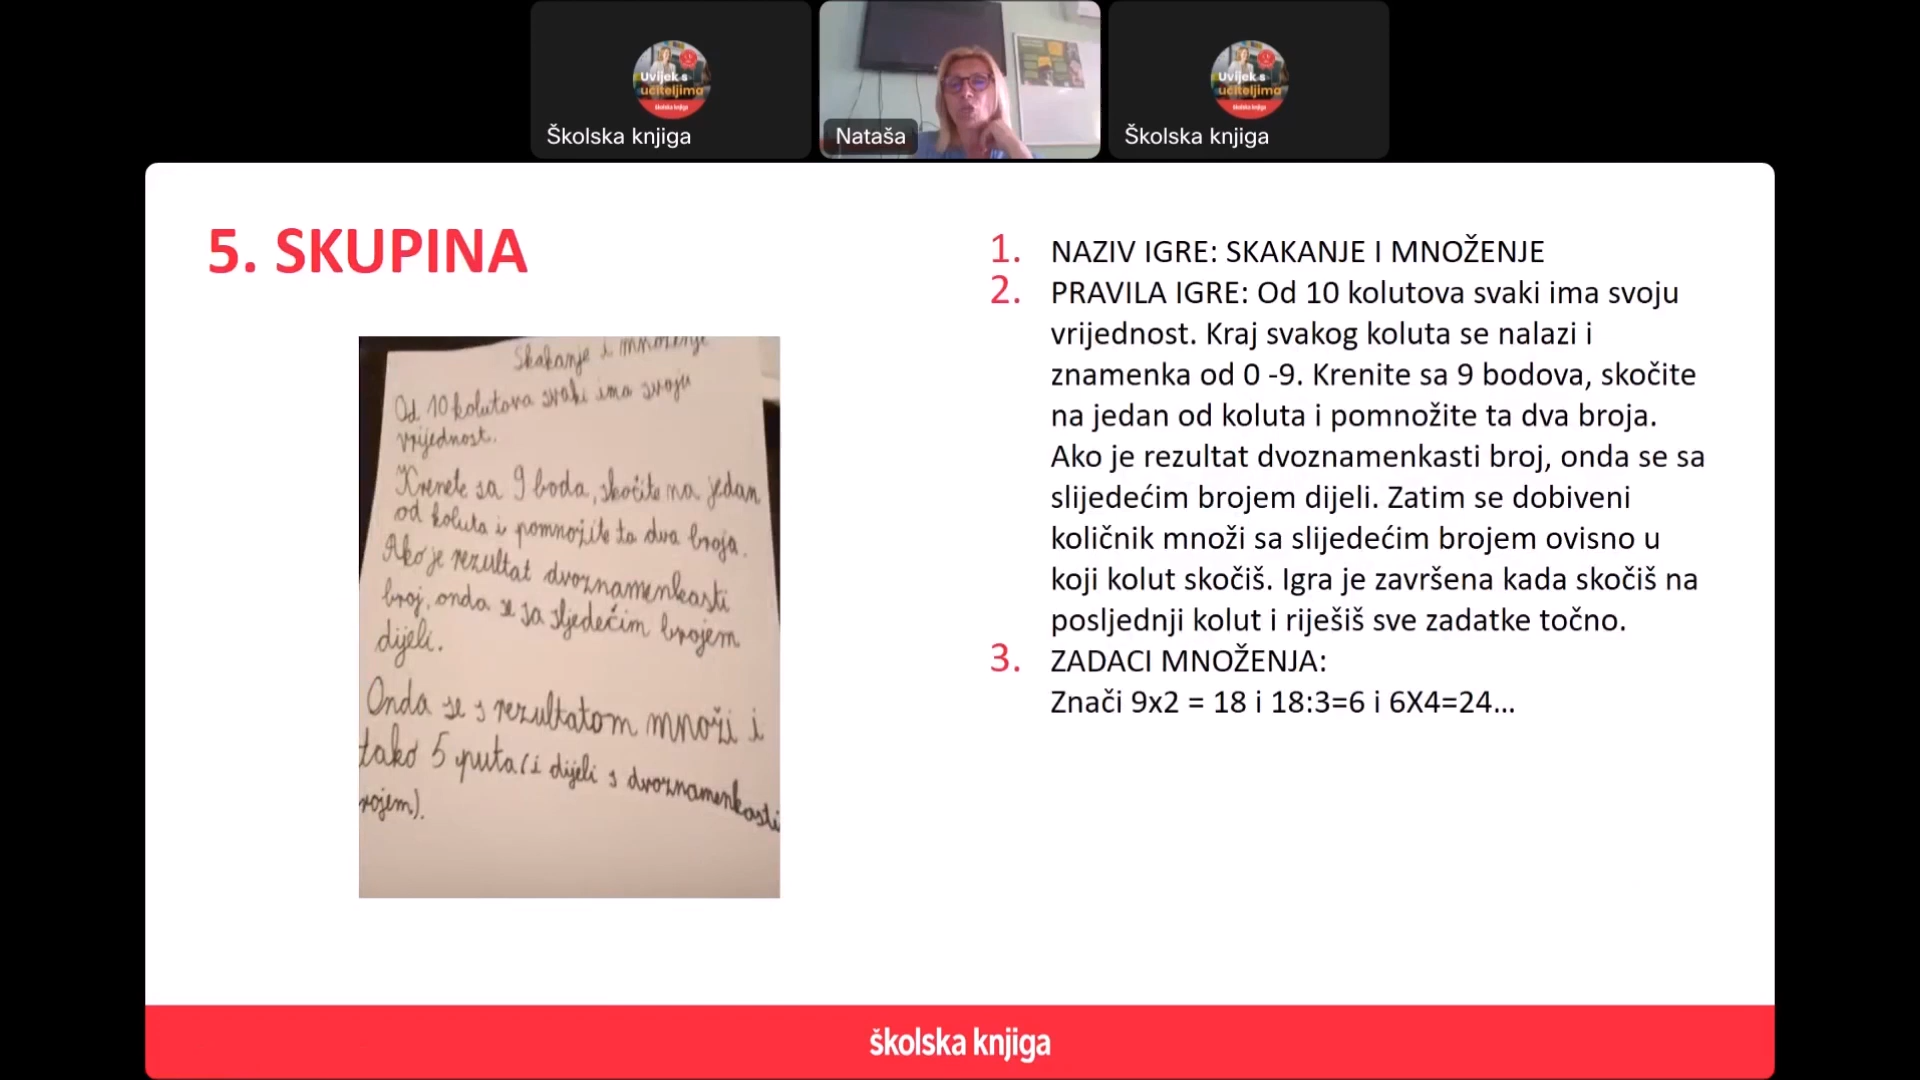 Uvijek s
učiteljima
školska knjiga
Školska knjiga
Nataša
Uvijek s
učiteljima
školska knjiga
Školska knjiga
5. SKUPINA
Skakanje i množenje
Od 10 kolutova svaki ima svoju
vrijednost.
Krenete sa 9 boda, skočite na jedan
od koluta i pomnožite ta dva broja.
Ako je rezultat dvoznamenkasti
broj, onda se sa sljedećim brojem
dijeli.
Onda se s rezultatom množi i
tako 5 puta (i dijeli s dvoznamenkasti
rojem).
1. NAZIV IGRE: SKAKANJE I MNOŽENJE
2. PRAVILA IGRE: Od 10 kolutova svaki ima svoju
vrijednost. Kraj svakog koluta se nalazi i
znamenka od 0 -9. Krenite sa 9 bodova, skočite
na jedan od koluta i pomnožite ta dva broja.
Ako je rezultat dvoznamenkasti broj, onda se sa
slijedećim brojem dijeli. Zatim se dobiveni
količnik množi sa slijedećim brojem ovisno u
koji kolut skočiš. Igra je završena kada skočiš na
posljednji kolut i riješiš sve zadatke točno.
3. ZADACI MNOŽENJA:
Znači 9x2 = 18 i 18:3=6 i 6X4=24...
školska knjiga